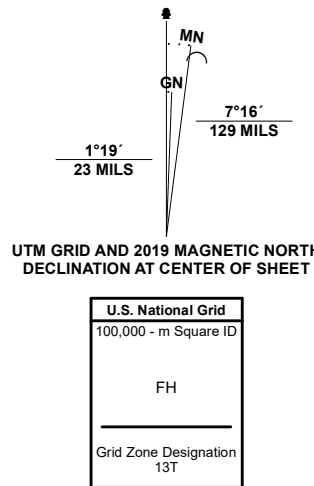 MN
GN
7°16´
129 MILS
1°19´
23 MILS
UTM GRID AND 2019 MAGNETIC NORTH
DECLINATION AT CENTER OF SHEET
U.S. National Grid
100,000 - m Square ID
FH
Grid Zone Designation
13T